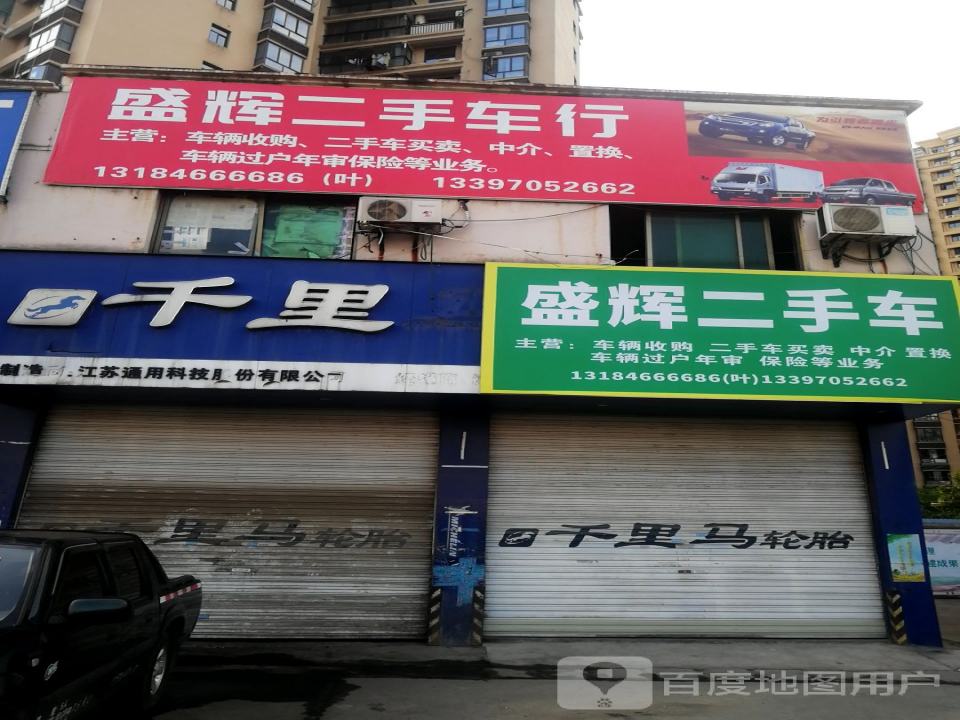 盛辉二手车行
主营：车辆收购、二手车买卖、中介、置换、
车辆过户年审保险等业务。
13184666686（叶） 13397052662
千里
江苏通用科技股份有限公司
盛辉二手车
主营：车辆收购 二手车买卖 中介 置换
车辆过户年审 保险等业务
13184666686(叶)13397052662
千里马轮胎
MICHELIN
千里马轮胎
成果
百度地图用户